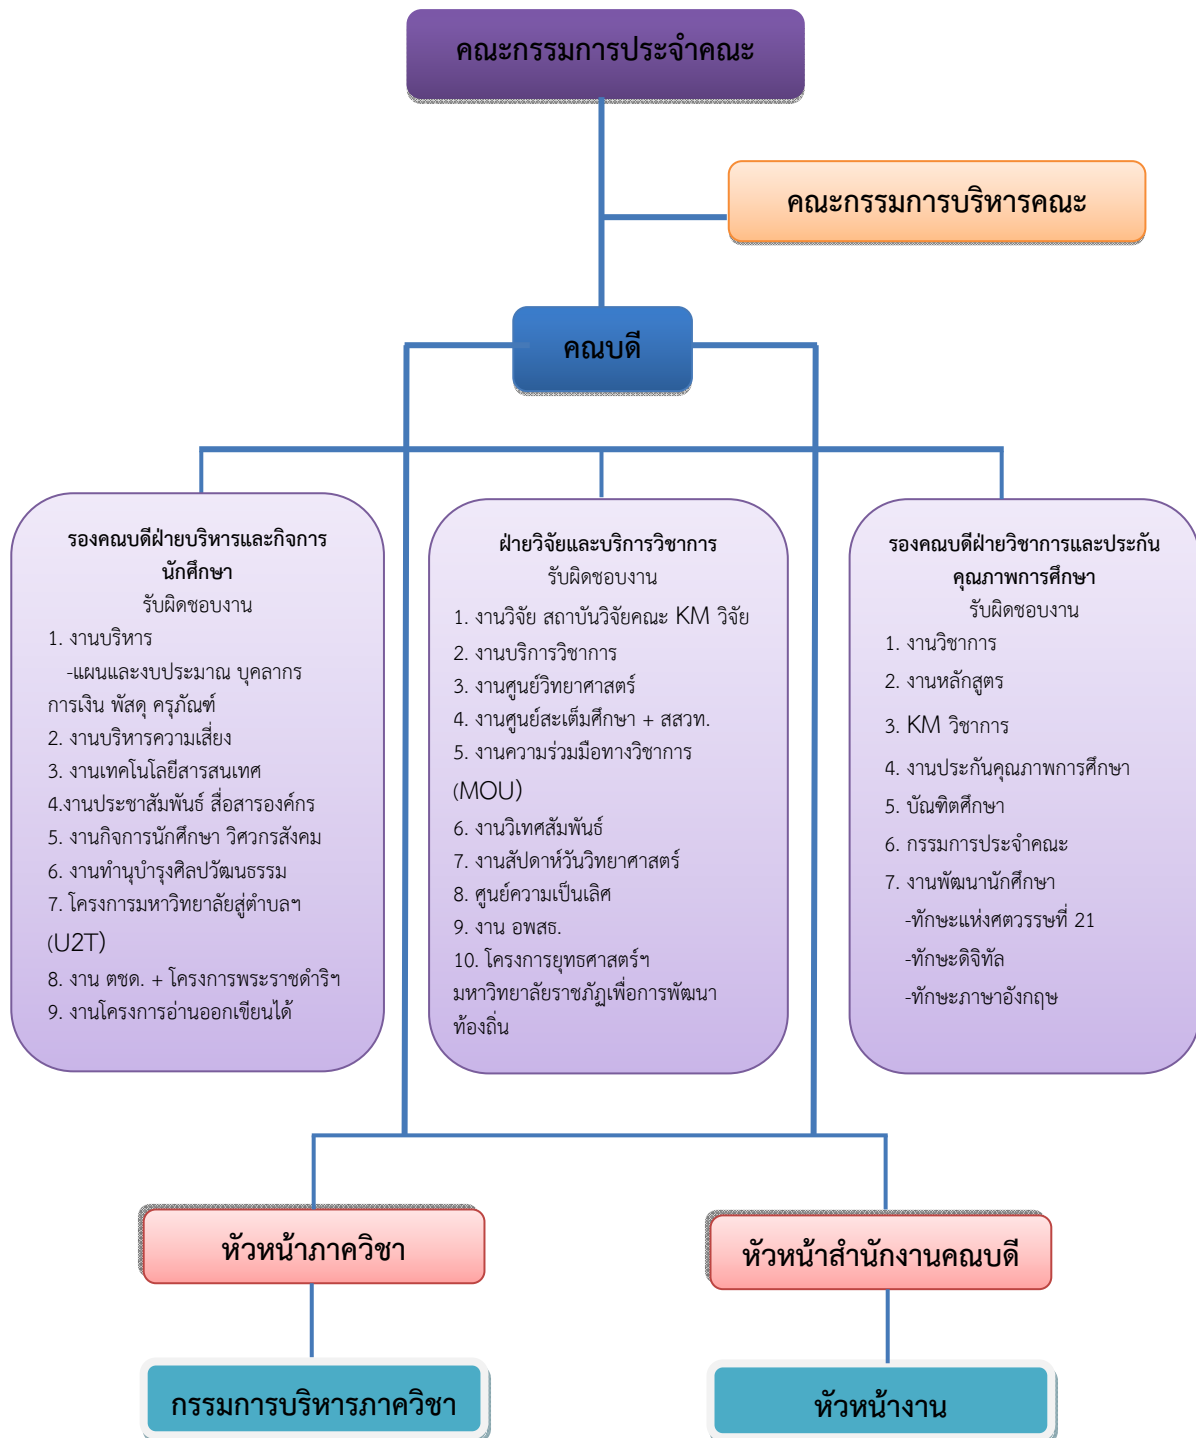 คณะกรรมการประจำคณะ
คณะกรรมการบริหารคณะ
คณบดี
รองคณบดีฝ่ายบริหารและกิจการ
นักศึกษา
รับผิดชอบงาน
1. งานบริหาร
-แผนและงบประมาณ บุคลากร
การเงิน พัสดุ ครุภัณฑ์
2. งานบริหารความเสี่ยง
3. งานเทคโนโลยีสารสนเทศ
4.งานประชาสัมพันธ์ สื่อสารองค์กร
5. งานกิจการนักศึกษา วิศวกรสังคม
6. งานทำนุบำรุงศิลปวัฒนธรรม
7. โครงการมหาวิทยาลัยสู่ตำบลฯ
(U2T)
8. งาน ตชด. + โครงการพระราชดำริฯ
9. งานโครงการอ่านออกเขียนได้
ฝ่ายวิจัยและบริการวิชาการ
รับผิดชอบงาน
1. งานวิจัย สถาบันวิจัยคณะ KM วิจัย
2. งานบริการวิชาการ
3. งานศูนย์วิทยาศาสตร์
4. งานศูนย์สะเต็มศึกษา + สสวท.
5. งานความร่วมมือทางวิชาการ
(MOU)
6. งานวิเทศสัมพันธ์
7. งานสัปดาห์วันวิทยาศาสตร์
8. ศูนย์ความเป็นเลิศ
9. งาน อพสธ.
10. โครงการยุทธศาสตร์ฯ
มหาวิทยาลัยราชภัฏเพื่อการพัฒนา
ท้องถิ่น
รองคณบดีฝ่ายวิชาการและประกัน
คุณภาพการศึกษา
รับผิดชอบงาน
1. งานวิชาการ
2. งานหลักสูตร
3. KM วิชาการ
4. งานประกันคุณภาพการศึกษา
5. บัณฑิตศึกษา
6. กรรมการประจำคณะ
7. งานพัฒนานักศึกษา
-ทักษะแห่งศตวรรษที่ 21
-ทักษะดิจิทัล
-ทักษะภาษาอังกฤษ
หัวหน้าภาควิชา
หัวหน้าสำนักงานคณบดี
กรรมการบริหารภาควิชา
หัวหน้างาน